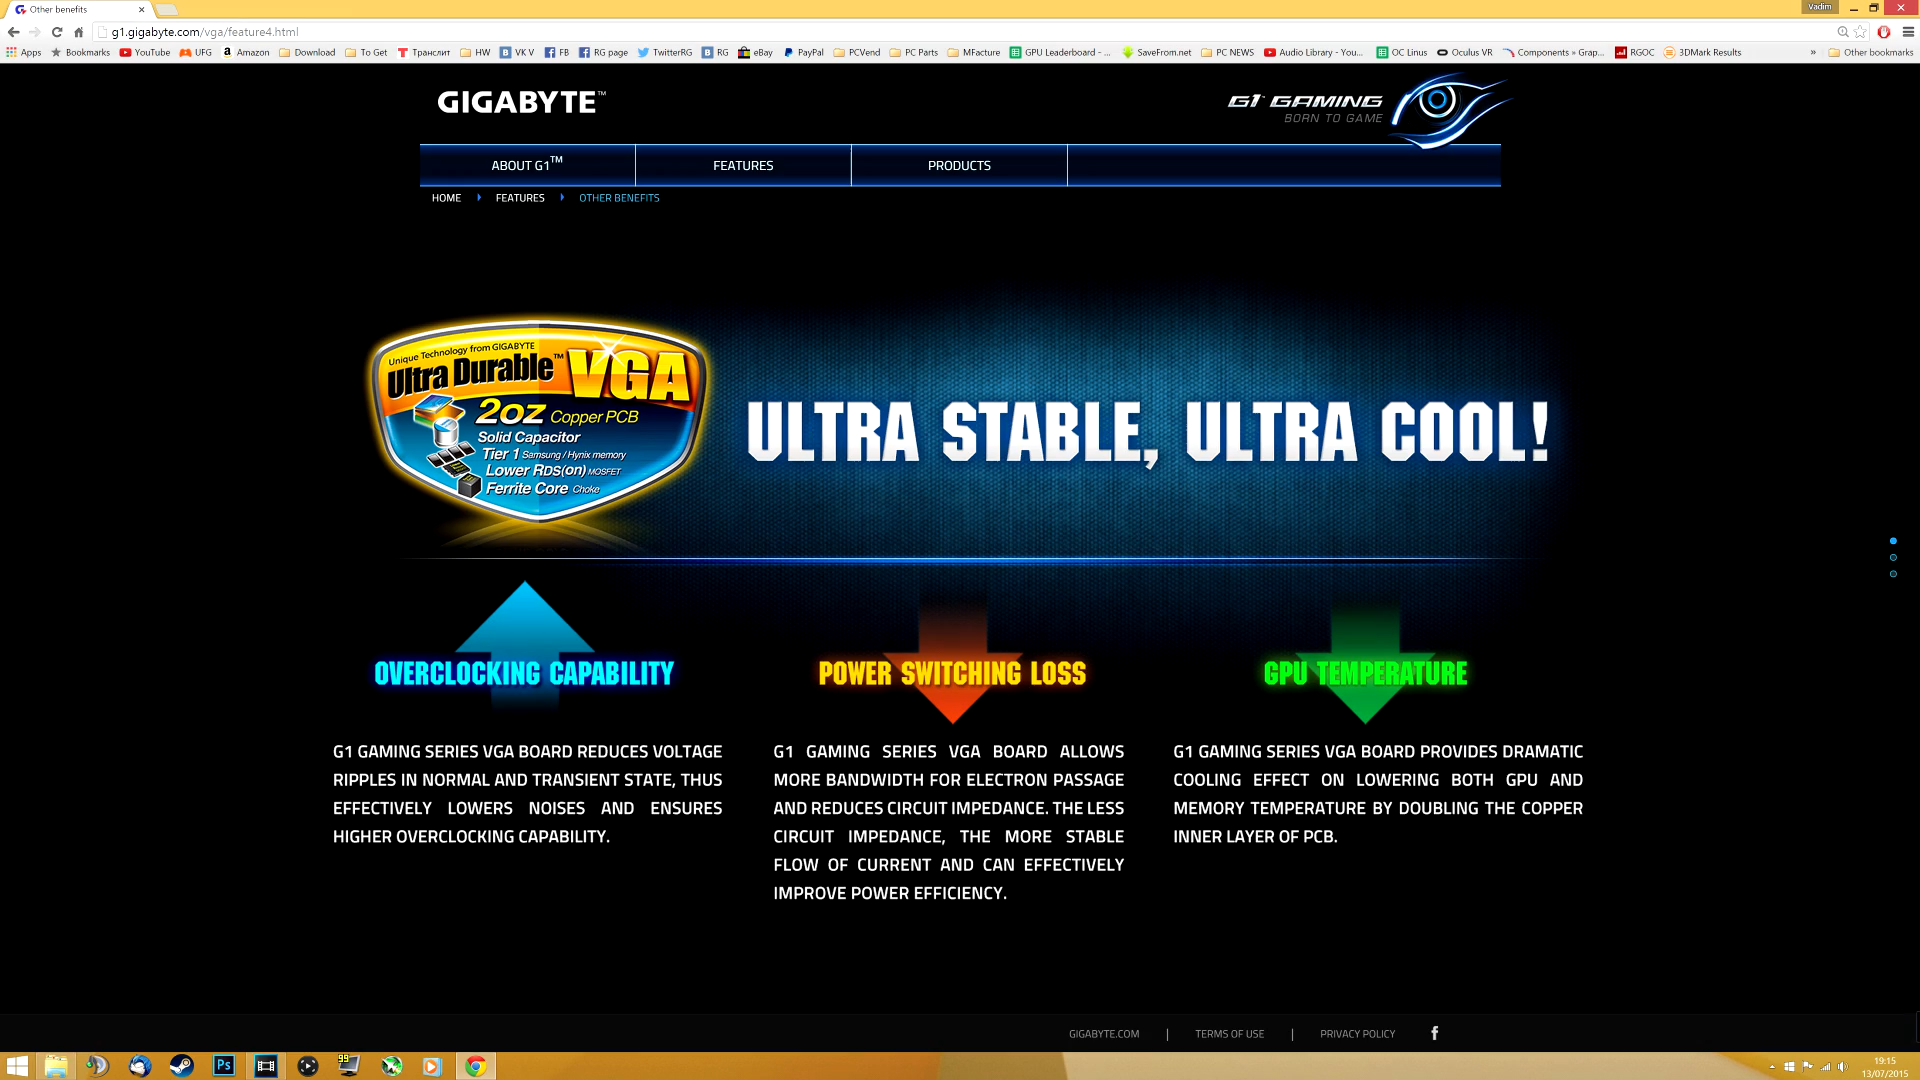 Other benefits
Vadim
g1.gigabyte.com/vga/feature4.html
Apps Bookmarks YouTube UFG Amazon Download To Get Транслит HW VK V FB RG page TwitterRG RG eBay PayPal PCVend PC Parts MFacture GPU Leaderboard - ... SaveFrom.net PC NEWS Audio Library - You... OC Linus Oculus VR Components » Grap... RGOC 3DMark Results » Other bookmarks
GIGABYTE™
G1™ GAMING
BORN TO GAME
ABOUT G1™ FEATURES PRODUCTS
HOME FEATURES OTHER BENEFITS
Unique Technology from GIGABYTE
Ultra Durable™ VGA
2oz Copper PCB
Solid Capacitor
Tier 1 Samsung / Hynix memory
Lower RDS(on) MOSFET
Ferrite Core Choke
ULTRA STABLE, ULTRA COOL!
OVERCLOCKING CAPABILITY
G1 GAMING SERIES VGA BOARD REDUCES VOLTAGE
RIPPLES IN NORMAL AND TRANSIENT STATE, THUS
EFFECTIVELY LOWERS NOISES AND ENSURES
HIGHER OVERCLOCKING CAPABILITY.
POWER SWITCHING LOSS
G1 GAMING SERIES VGA BOARD ALLOWS
MORE BANDWIDTH FOR ELECTRON PASSAGE
AND REDUCES CIRCUIT IMPEDANCE. THE LESS
CIRCUIT IMPEDANCE, THE MORE STABLE
FLOW OF CURRENT AND CAN EFFECTIVELY
IMPROVE POWER EFFICIENCY.
GPU TEMPERATURE
G1 GAMING SERIES VGA BOARD PROVIDES DRAMATIC
COOLING EFFECT ON LOWERING BOTH GPU AND
MEMORY TEMPERATURE BY DOUBLING THE COPPER
INNER LAYER OF PCB.
GIGABYTE.COM | TERMS OF USE | PRIVACY POLICY f
Ps
99
19:15
13/07/2015